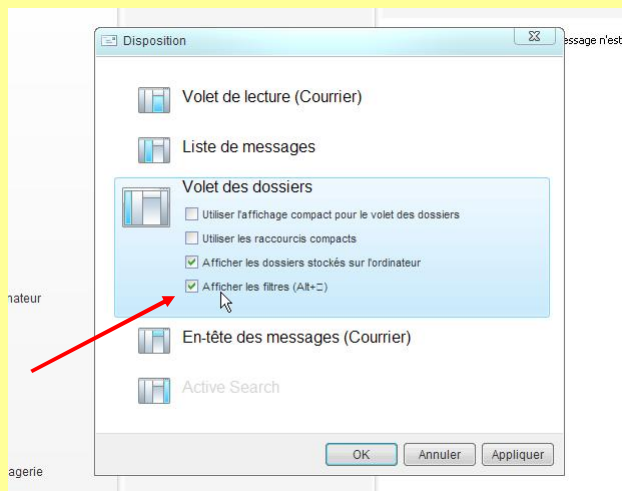 Disposition
essage n'est
Volet de lecture (Courrier)
Liste de messages
Volet des dossiers
Utiliser l'affichage compact pour le volet des dossiers
Utiliser les raccourcis compacts
Afficher les dossiers stockés sur l'ordinateur
Afficher les filtres (Alt+□)
nateur
En-tête des messages (Courrier)
Active Search
OK Annuler Appliquer
agerie